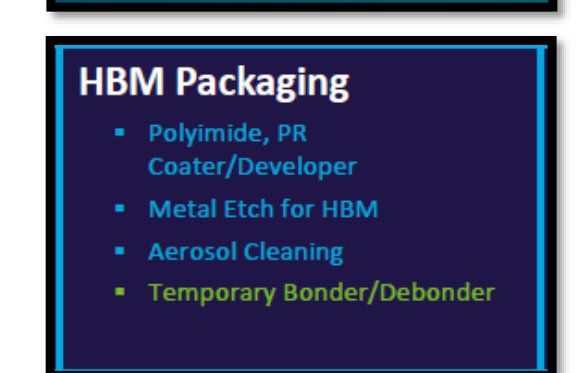 HBM Packaging
▪ Polyimide, PR
Coater/Developer
▪ Metal Etch for HBM
▪ Aerosol Cleaning
▪ Temporary Bonder/Debonder